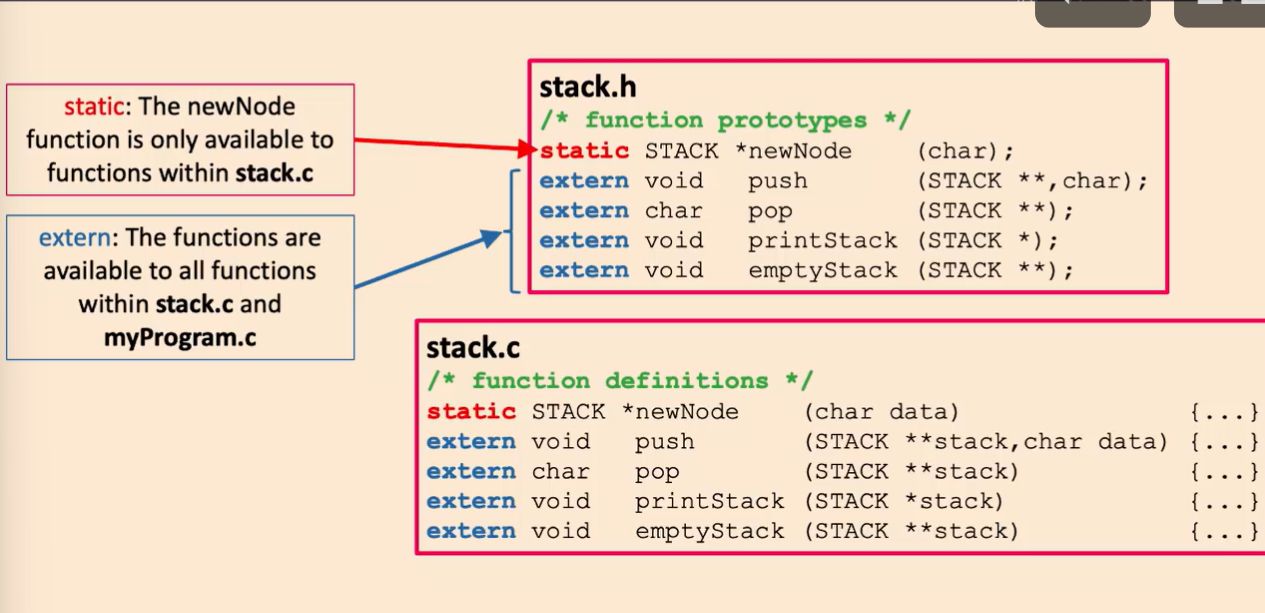 static: The newNode
function is only available to
functions within stack.c
extern: The functions are
available to all functions
within stack.c and
myProgram.c
stack.h
/* function prototypes */
static STACK *newNode (char);
extern void push (STACK **,char);
extern char pop (STACK **);
extern void printStack (STACK *);
extern void emptyStack (STACK **);
stack.c
/* function definitions */
static STACK *newNode (char data) {...}
extern void push (STACK **stack,char data) {...}
extern char pop (STACK **stack) {...}
extern void printStack (STACK *stack) {...}
extern void emptyStack (STACK **stack) {...}